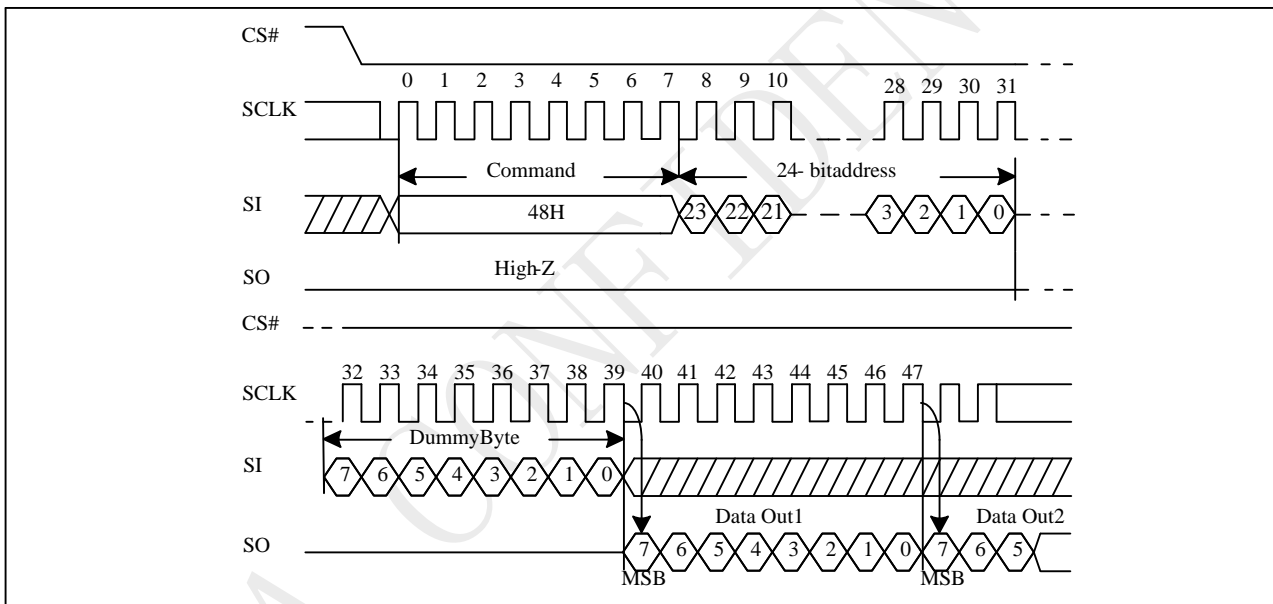 CS#
0 1 2 3 4 5 6 7 8 9 10 28 29 30 31
SCLK
Command 24- bitaddress
SI 48H 23 22 21 3 2 1 0
High-Z
SO
CS#
32 33 34 35 36 37 38 39 40 41 42 43 44 45 46 47
SCLK
DummyByte
SI 7 6 5 4 3 2 1 0
Data Out1 Data Out2
SO 7 6 5 4 3 2 1 0 7 6 5
MSB MSB